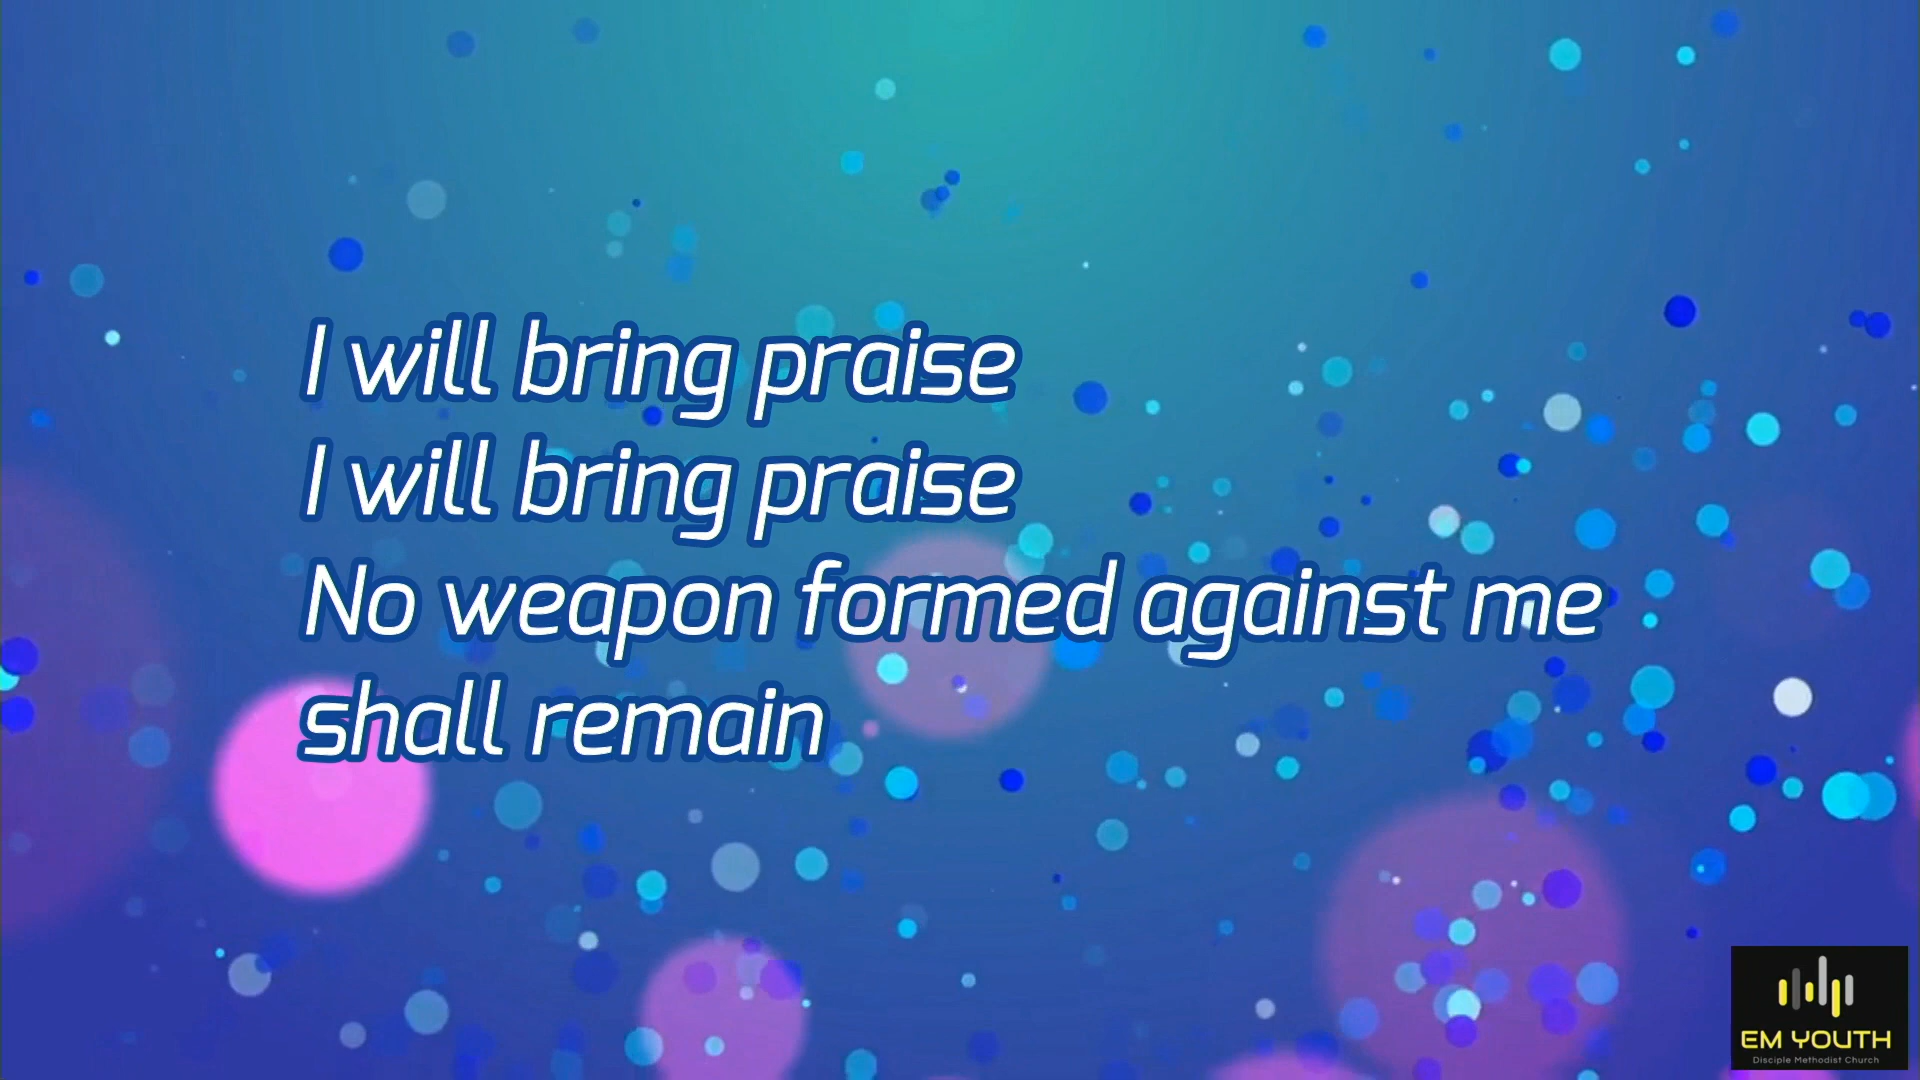 I will bring praise
I will bring praise
No weapon formed against me
shall remain
EM YOUTH
Disciple Methodist Church